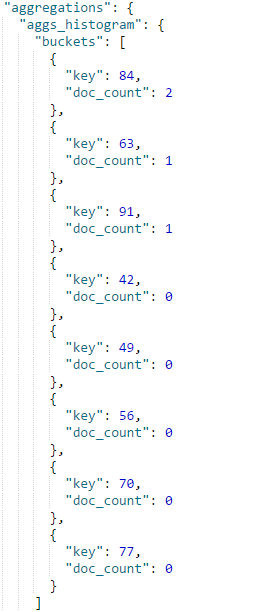 "aggregations": {
"aggs_histogram": {
"buckets": [
{
"key": 84,
"doc_count": 2
},
{
"key": 63,
"doc_count": 1
},
{
"key": 91,
"doc_count": 1
},
{
"key": 42,
"doc_count": 0
},
{
"key": 49,
"doc_count": 0
},
{
"key": 56,
"doc_count": 0
},
{
"key": 70,
"doc_count": 0
},
{
"key": 77,
"doc_count": 0
}
]